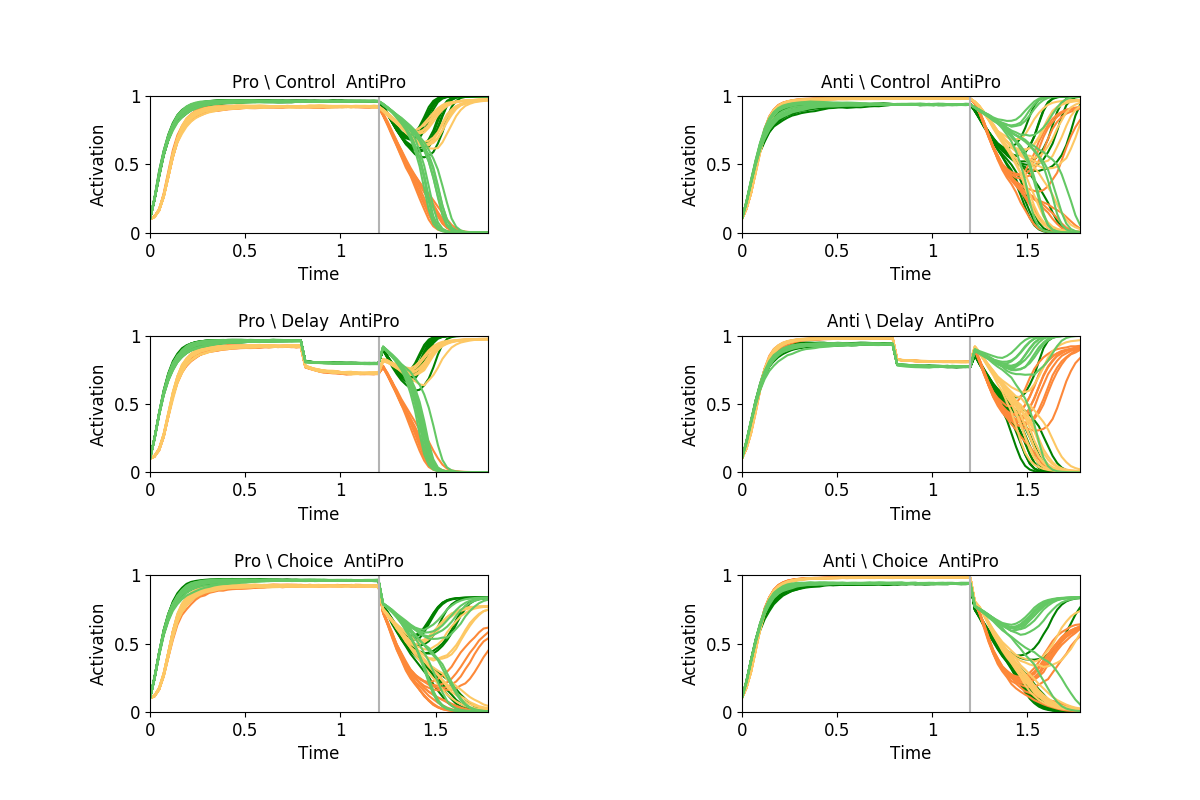 Pro \ Control AntiPro
Activation
1
0.5
0
0
0.5
1
1.5
Time
Anti \ Control AntiPro
Activation
1
0.5
0
0
0.5
1
1.5
Time
Pro \ Delay AntiPro
Activation
1
0.5
0
0
0.5
1
1.5
Time
Anti \ Delay AntiPro
Activation
1
0.5
0
0
0.5
1
1.5
Time
Pro \ Choice AntiPro
Activation
1
0.5
0
0
0.5
1
1.5
Time
Anti \ Choice AntiPro
Activation
1
0.5
0
0
0.5
1
1.5
Time